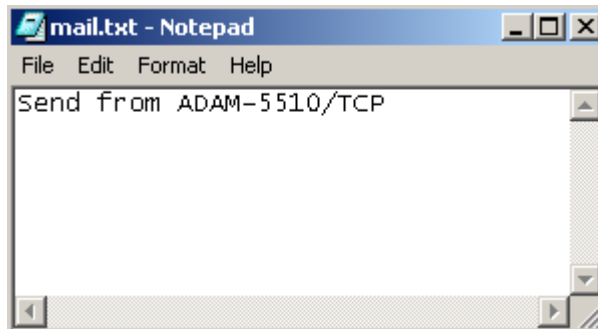 mail.txt - Notepad
File Edit Format Help
Send from ADAM-5510/TCP